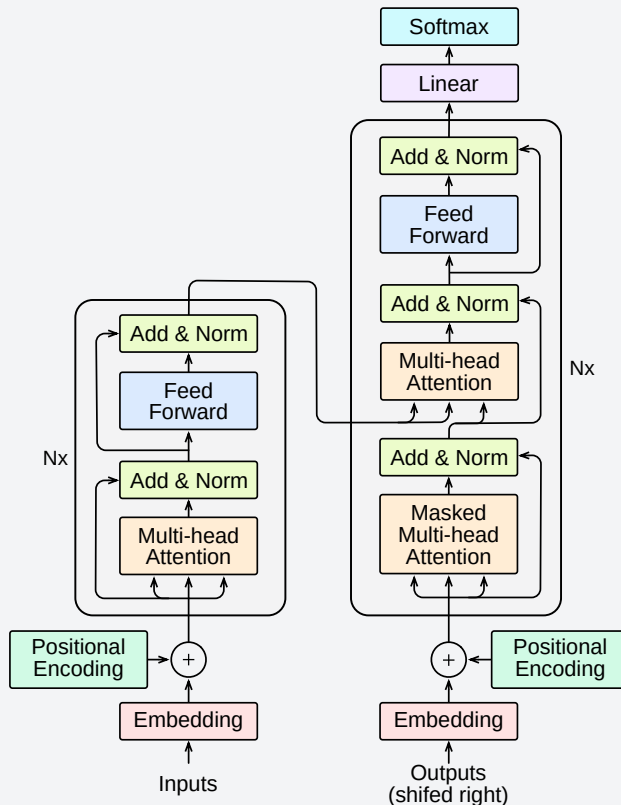 Softmax
Linear
Add & Norm
Feed
Forward
Add & Norm
Multi-head
Attention
Nx
Add & Norm
Masked
Multi-head
Attention
Add & Norm
Feed
Forward
Nx
Add & Norm
Multi-head
Attention
Positional
Encoding
+
+
Positional
Encoding
Embedding
Embedding
Inputs
Outputs
(shifed right)